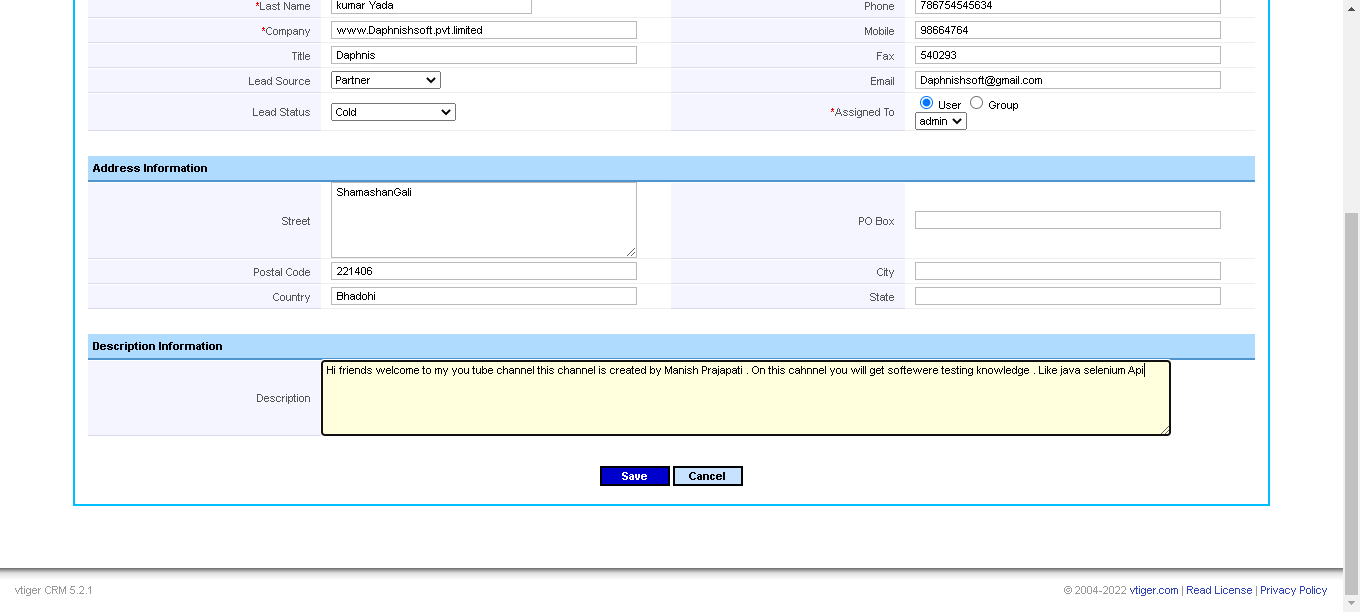 *Last Name kumar Yada Phone 786754545634
*Company www.Daphnishsoft.pvt.limited Mobile 98664764
Title Daphnis Fax 540293
Lead Source Partner Email Daphnishsoft@gmail.com
Lead Status Cold *Assigned To User Group
admin
Address Information
Street ShamashanGali PO Box
Postal Code 221406 City
Country Bhadohi State
Description Information
Description Hi friends welcome to my you tube channel this channel is created by Manish Prajapati . On this cahnnel you will get softewere testing knowledge . Like java selenium Api
Save Cancel
vtiger CRM 5.2.1 © 2004-2022 vtiger.com | Read License | Privacy Policy